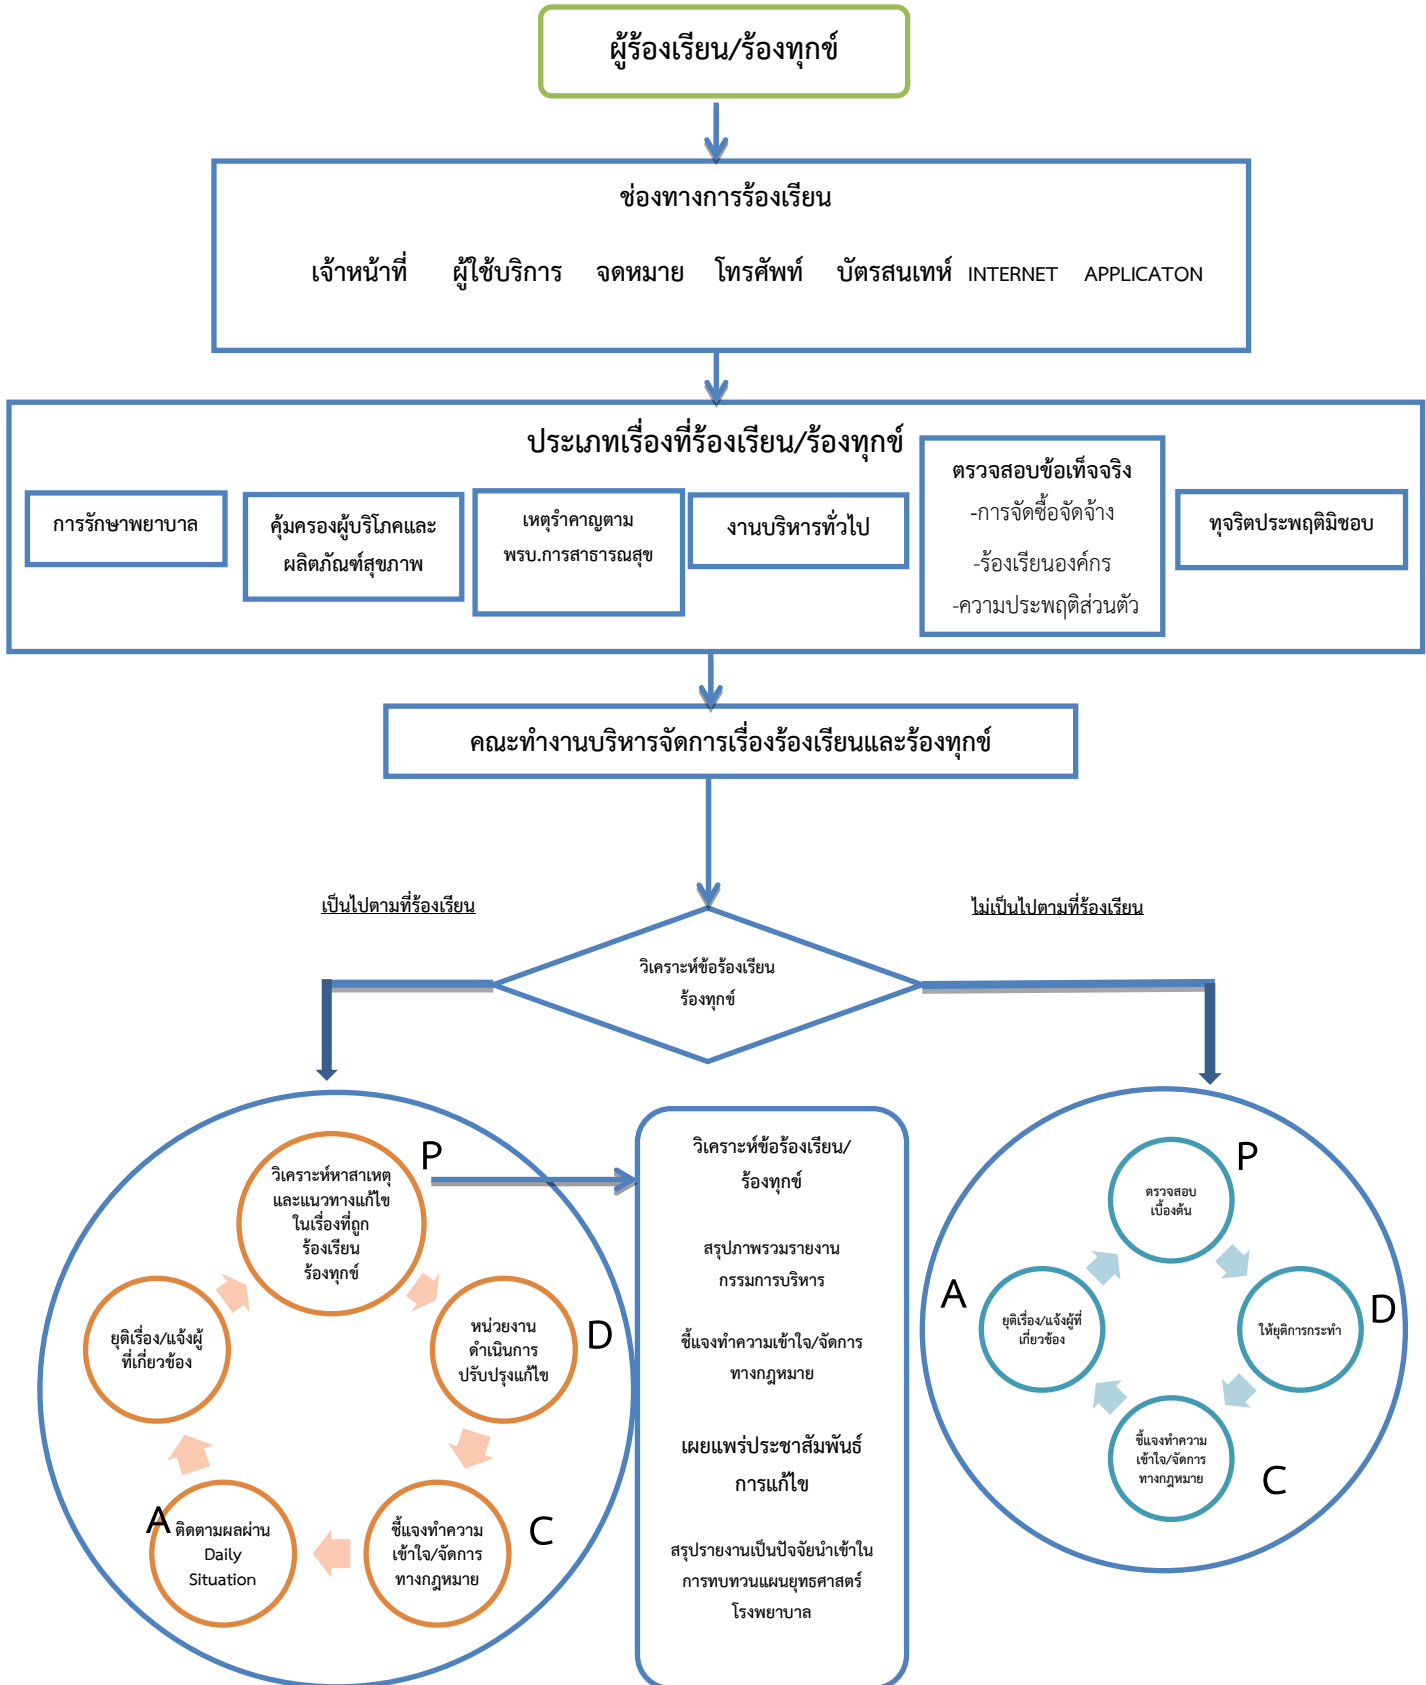 ผู้ร้องเรียน/ร้องทุกข์
ช่องทางการร้องเรียน
เจ้าหน้าที่ ผู้ใช้บริการ จดหมาย โทรศัพท์ บัตรสนเทห์ INTERNET APPLICATON
ประเภทเรื่องที่ร้องเรียน/ร้องทุกข์
การรักษาพยาบาล
คุ้มครองผู้บริโภคและ
ผลิตภัณฑ์สุขภาพ
เหตุรำคาญตาม
พรบ.การสาธารณสุข
งานบริหารทั่วไป
ตรวจสอบข้อเท็จจริง
-การจัดซื้อจัดจ้าง
-ร้องเรียนองค์กร
-ความประพฤติส่วนตัว
ทุจริตประพฤติมิชอบ
คณะทำงานบริหารจัดการเรื่องร้องเรียนและร้องทุกข์
เป็นไปตามที่ร้องเรียน
ไม่เป็นไปตามที่ร้องเรียน
วิเคราะห์ข้อร้องเรียน
ร้องทุกข์
P
วิเคราะห์หาสาเหตุ
และแนวทางแก้ไข
ในเรื่องที่ถูก
ร้องเรียน
ร้องทุกข์
D
หน่วยงาน
ดำเนินการ
ปรับปรุงแก้ไข
C
ชี้แจงทำความ
เข้าใจ/จัดการ
ทางกฎหมาย
A
ติดตามผลผ่าน
Daily
Situation
ยุติเรื่อง/แจ้งผู้
ที่เกี่ยวข้อง
วิเคราะห์ข้อร้องเรียน/
ร้องทุกข์
สรุปภาพรวมรายงาน
กรรมการบริหาร
ชี้แจงทำความเข้าใจ/จัดการ
ทางกฎหมาย
เผยแพร่ประชาสัมพันธ์
การแก้ไข
สรุปรายงานเป็นปัจจัยนำเข้าใน
การทบทวนแผนยุทธศาสตร์
โรงพยาบาล
P
ตรวจสอบ
เบื้องต้น
D
ให้ยุติการกระทำ
C
ชี้แจงทำความ
เข้าใจ/จัดการ
ทางกฎหมาย
A
ยุติเรื่อง/แจ้งผู้ที่
เกี่ยวข้อง